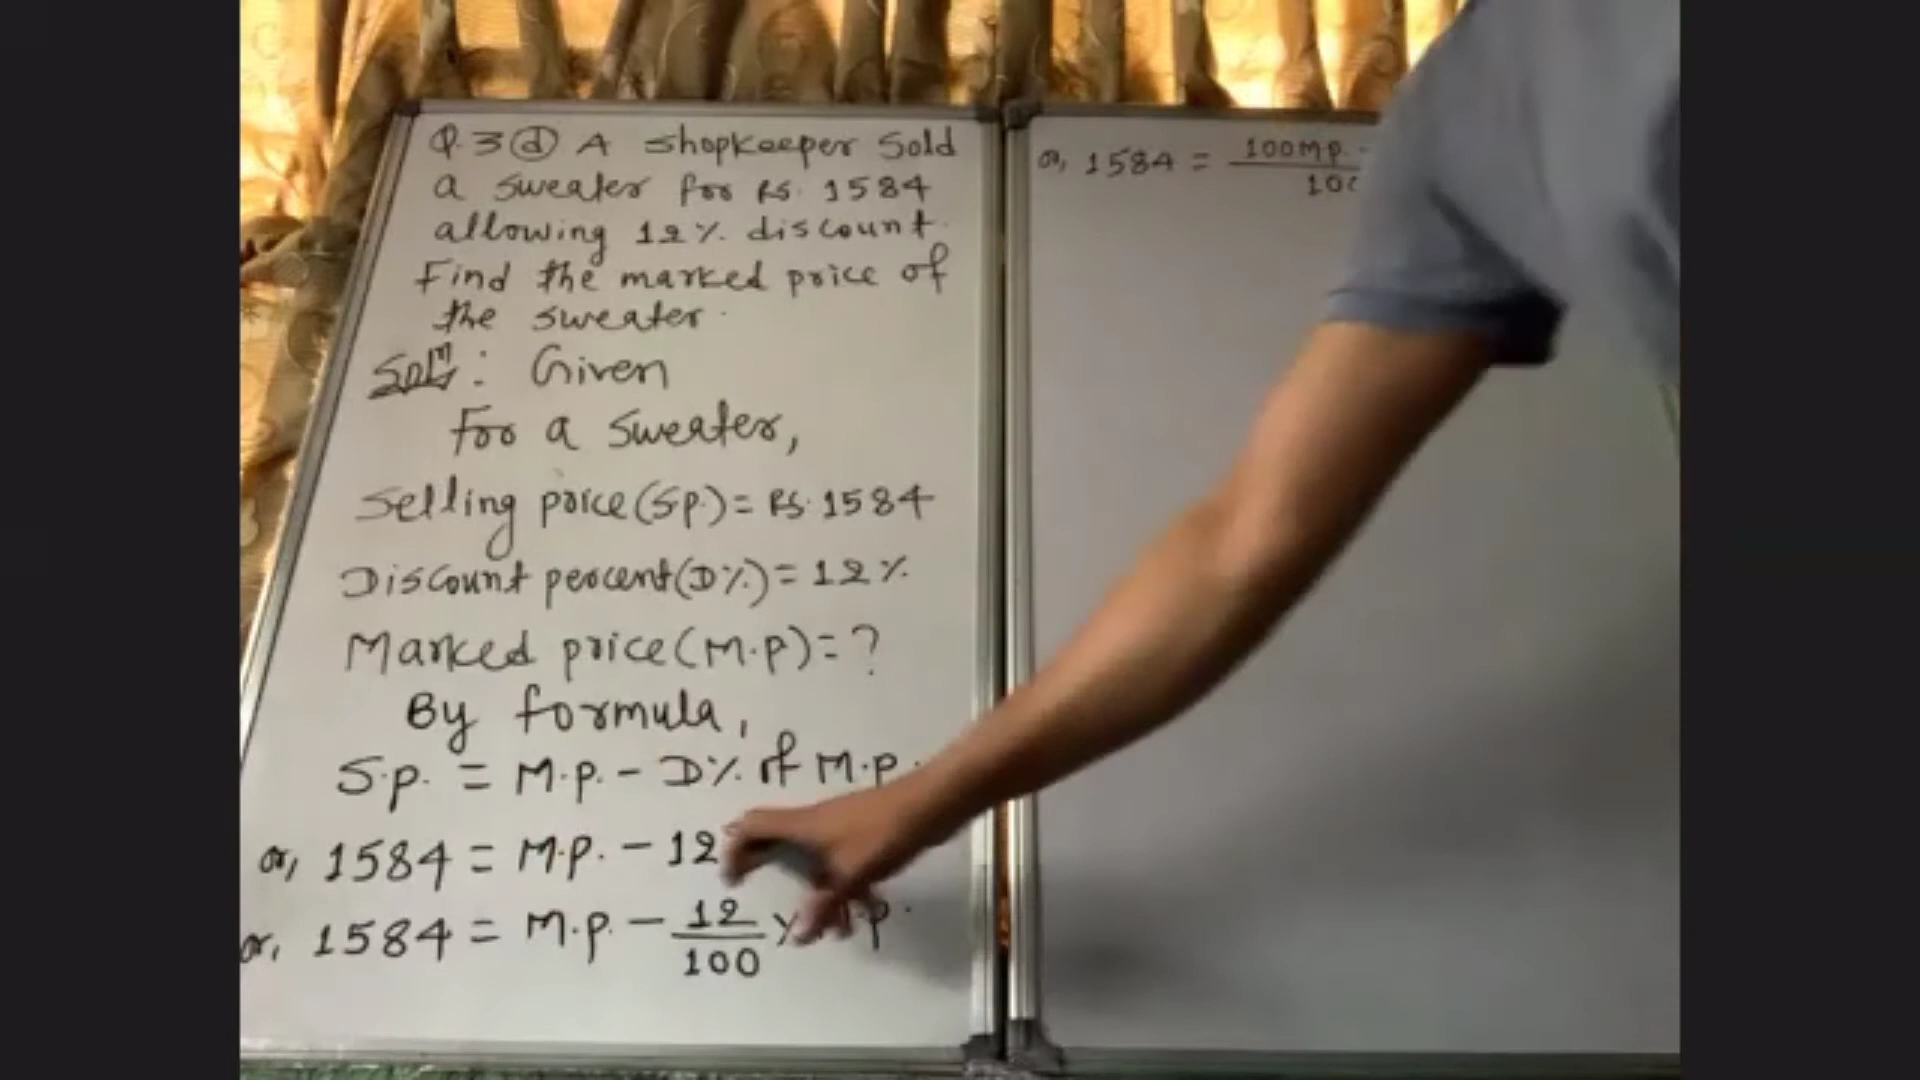 Q.3 (d) A shopkeeper sold
a sweater for Rs. 1584
allowing 12% discount.
Find the marked price of
the sweater.
Solⁿ: Given
For a sweater,
Selling price(S.p.) = Rs. 1584
Discount percent(D%) = 12%
Marked price(M.p) = ?
By formula,
S.p. = M.p. - D% of M.p.
or, 1584 = M.p. - 12
or, 1584 = M.p. - 12/100 × M.p.
or, 1584 = 100M.p.